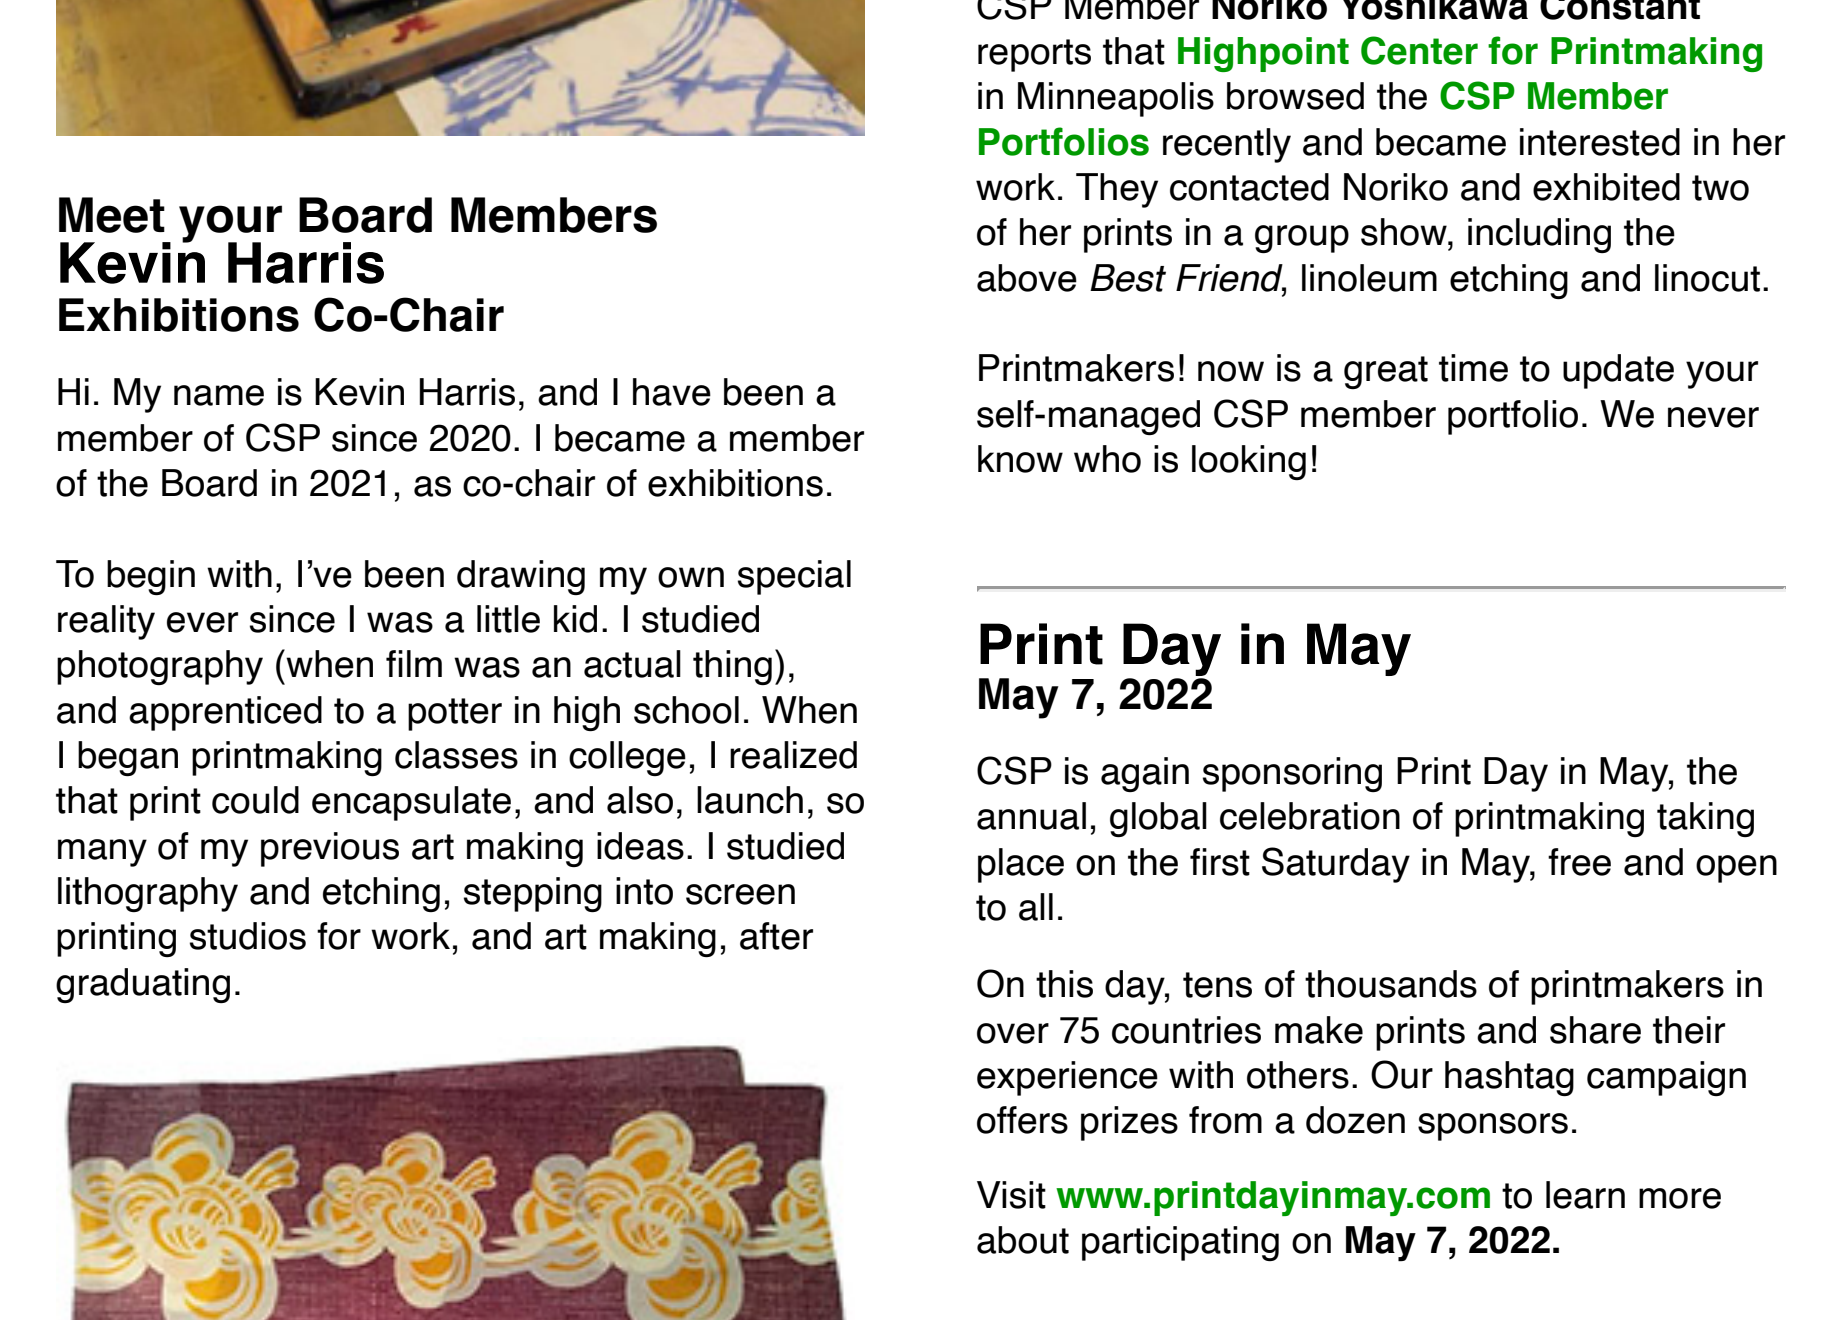 Meet your Board Members
Kevin Harris
Exhibitions Co-Chair
Hi. My name is Kevin Harris, and I have been a
member of CSP since 2020. I became a member
of the Board in 2021, as co-chair of exhibitions.
To begin with, I’ve been drawing my own special
reality ever since I was a little kid. I studied
photography (when film was an actual thing),
and apprenticed to a potter in high school. When
I began printmaking classes in college, I realized
that print could encapsulate, and also, launch, so
many of my previous art making ideas. I studied
lithography and etching, stepping into screen
printing studios for work, and art making, after
graduating.
CSP Member Noriko Yoshikawa Constant
reports that Highpoint Center for Printmaking
in Minneapolis browsed the CSP Member
Portfolios recently and became interested in her
work. They contacted Noriko and exhibited two
of her prints in a group show, including the
above Best Friend, linoleum etching and linocut.
Printmakers! now is a great time to update your
self-managed CSP member portfolio. We never
know who is looking!
Print Day in May
May 7, 2022
CSP is again sponsoring Print Day in May, the
annual, global celebration of printmaking taking
place on the first Saturday in May, free and open
to all.
On this day, tens of thousands of printmakers in
over 75 countries make prints and share their
experience with others. Our hashtag campaign
offers prizes from a dozen sponsors.
Visit www.printdayinmay.com to learn more
about participating on May 7, 2022.